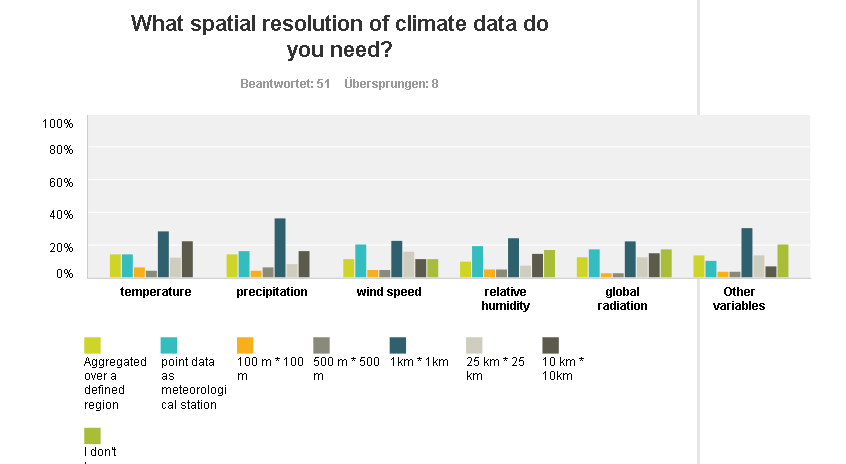 What spatial resolution of climate data do
you need?
Beantwortet: 51 Übersprungen: 8
100%
80%
60%
40%
20%
0%
temperature
precipitation
wind speed
relative
humidity
global
radiation
Other
variables
Aggregated
over a
defined
region
point data
as
meteorologi
cal station
100 m * 100
m
500 m * 500
m
1km * 1km
25 km * 25
km
10 km *
10km
I don't